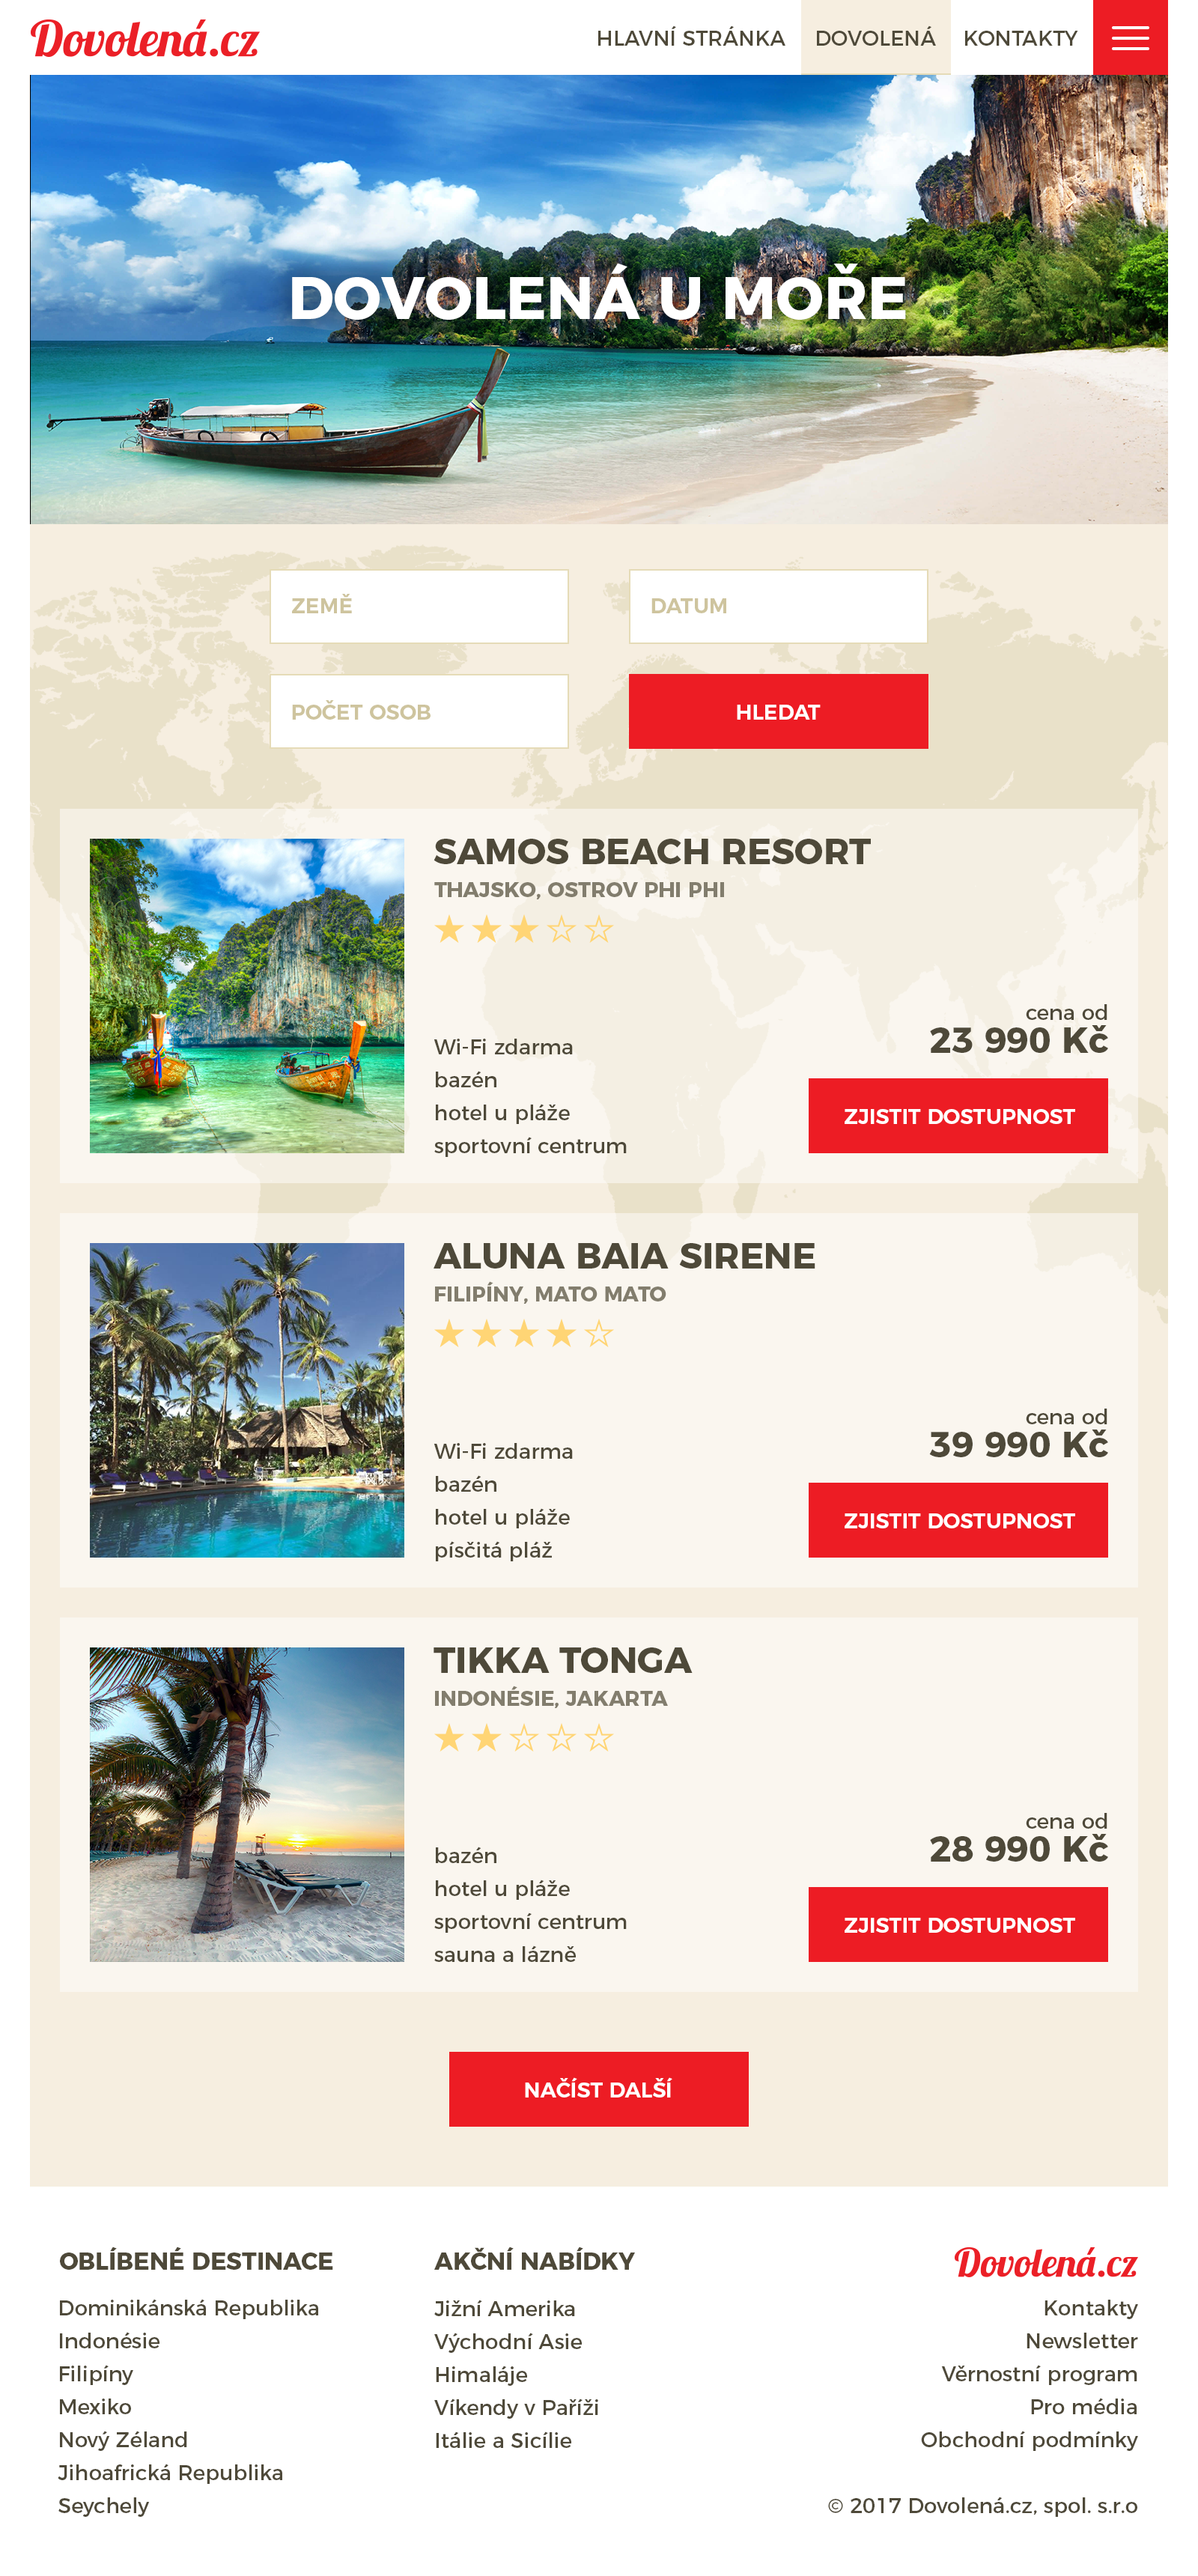 Dovolená.cz
HLAVNÍ STRÁNKA
DOVOLENÁ
KONTAKTY
DOVOLENÁ U MOŘE
ZEMĚ
DATUM
POČET OSOB
HLEDAT
SAMOS BEACH RESORT
THAJSKO, OSTROV PHI PHI
Wi-Fi zdarma
bazén
hotel u pláže
sportovní centrum
cena od
23 990 Kč
ZJISTIT DOSTUPNOST
ALUNA BAIA SIRENE
FILIPÍNY, MATO MATO
Wi-Fi zdarma
bazén
hotel u pláže
písčitá pláž
cena od
39 990 Kč
ZJISTIT DOSTUPNOST
TIKKA TONGA
INDONÉSIE, JAKARTA
bazén
hotel u pláže
sportovní centrum
sauna a lázně
cena od
28 990 Kč
ZJISTIT DOSTUPNOST
NAČÍST DALŠÍ
OBLÍBENÉ DESTINACE
Dominikánská Republika
Indonésie
Filipíny
Mexiko
Nový Zéland
Jihoafrická Republika
Seychely
AKČNÍ NABÍDKY
Jižní Amerika
Východní Asie
Himaláje
Víkendy v Paříži
Itálie a Sicílie
Dovolená.cz
Kontakty
Newsletter
Věrnostní program
Pro média
Obchodní podmínky
© 2017 Dovolená.cz, spol. s.r.o